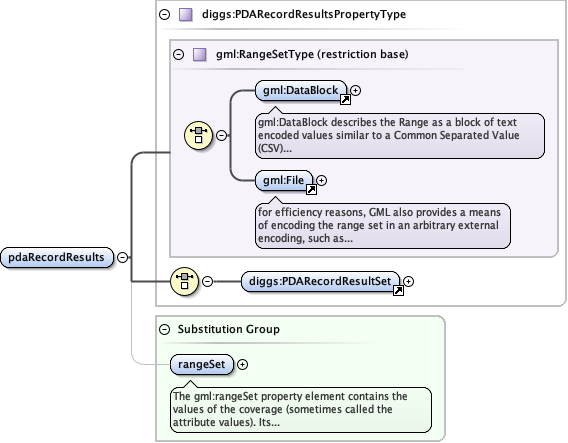 diggs:PDARecordResultsPropertyType
gml:RangeSetType (restriction base)
gml:DataBlock
gml:DataBlock describes the Range as a block of text
encoded values similar to a Common Separated Value
(CSV)...
gml:File
for efficiency reasons, GML also provides a means
of encoding the range set in an arbitrary external
encoding, such as...
pdaRecordResults
diggs:PDARecordResultSet
Substitution Group
rangeSet
The gml:rangeSet property element contains the
values of the coverage (sometimes called the
attribute values). Its...